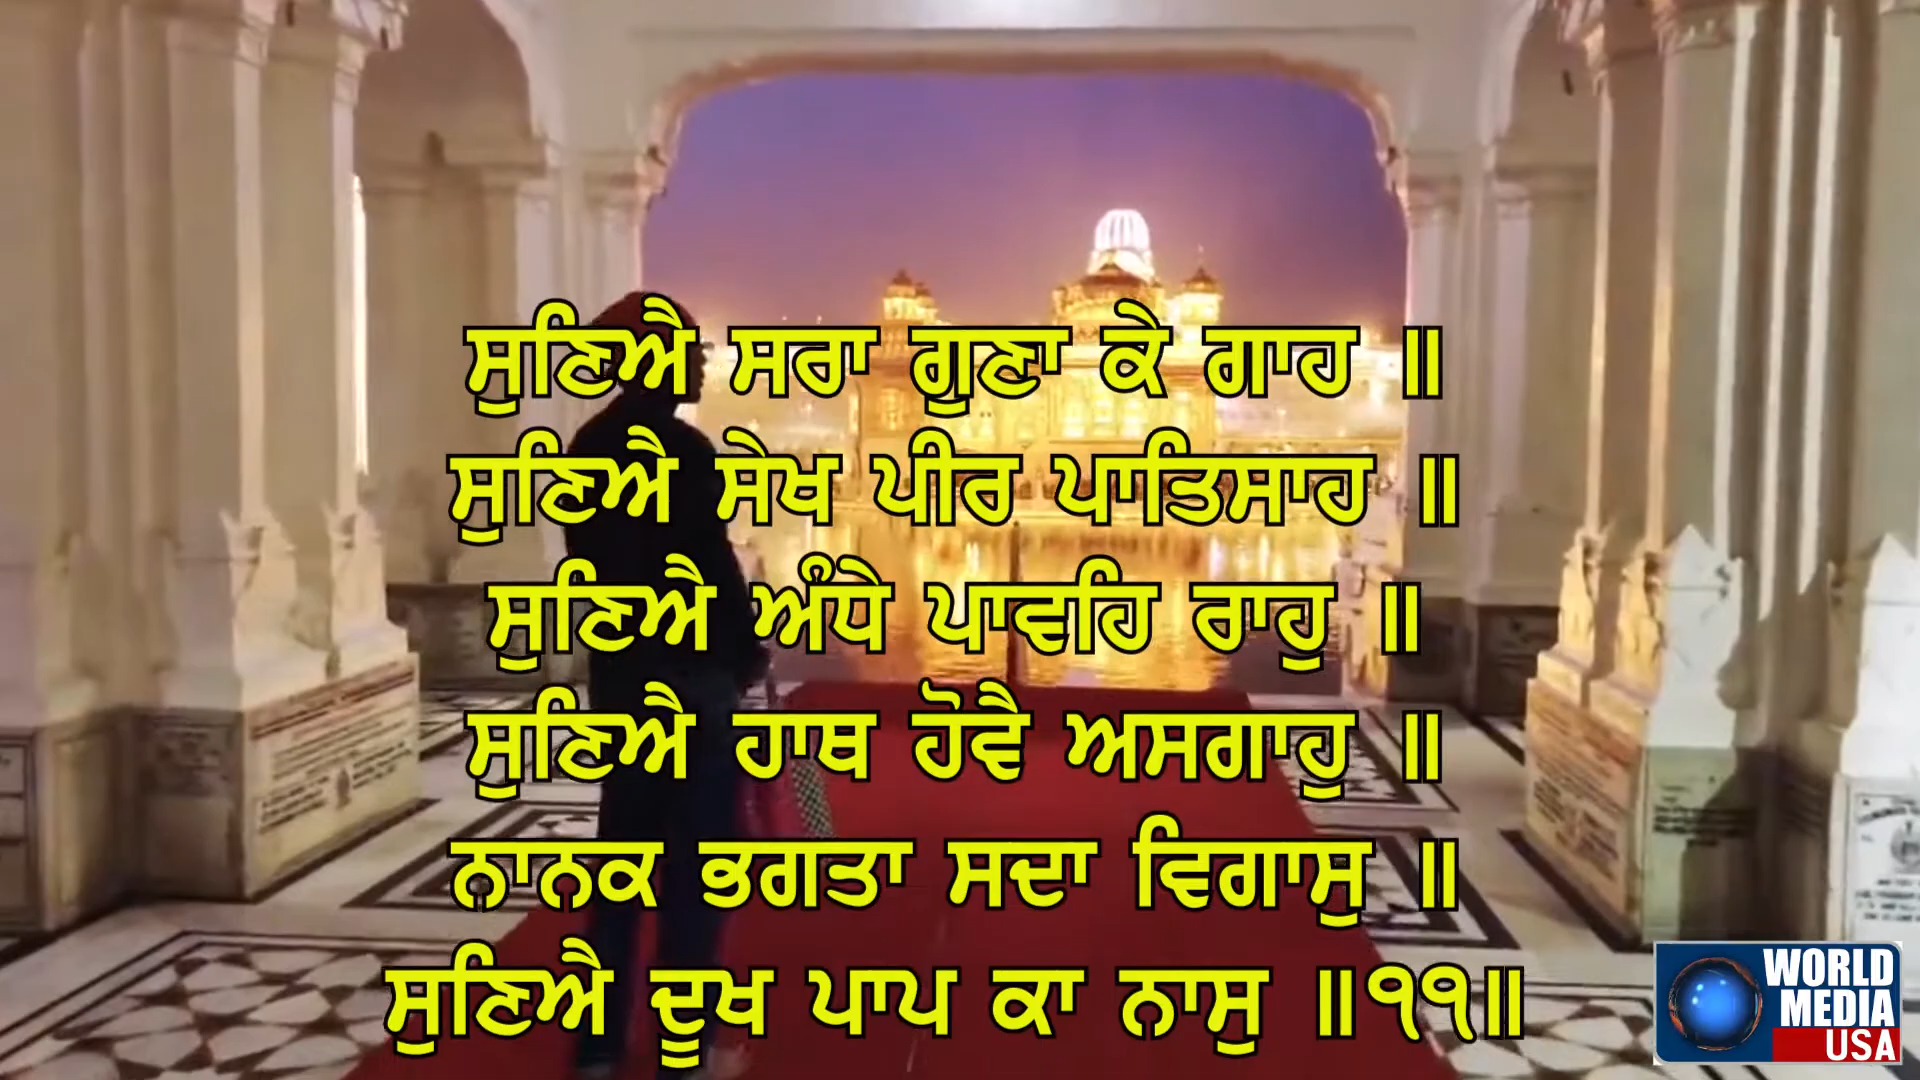 ਸੁਣਿਐ ਸਰਾ ਗੁਣਾ ਕੇ ਗਾਹ ॥
ਸੁਣਿਐ ਸੇਖ ਪੀਰ ਪਾਤਿਸਾਹ ॥
ਸੁਣਿਐ ਅੰਧੇ ਪਾਵਹਿ ਰਾਹੁ ॥
ਸੁਣਿਐ ਹਾਥ ਹੋਵੈ ਅਸਗਾਹੁ ॥
ਨਾਨਕ ਭਗਤਾ ਸਦਾ ਵਿਗਾਸੁ ॥
ਸੁਣਿਐ ਦੂਖ ਪਾਪ ਕਾ ਨਾਸੁ ॥੧੧॥
WORLD
MEDIA
USA